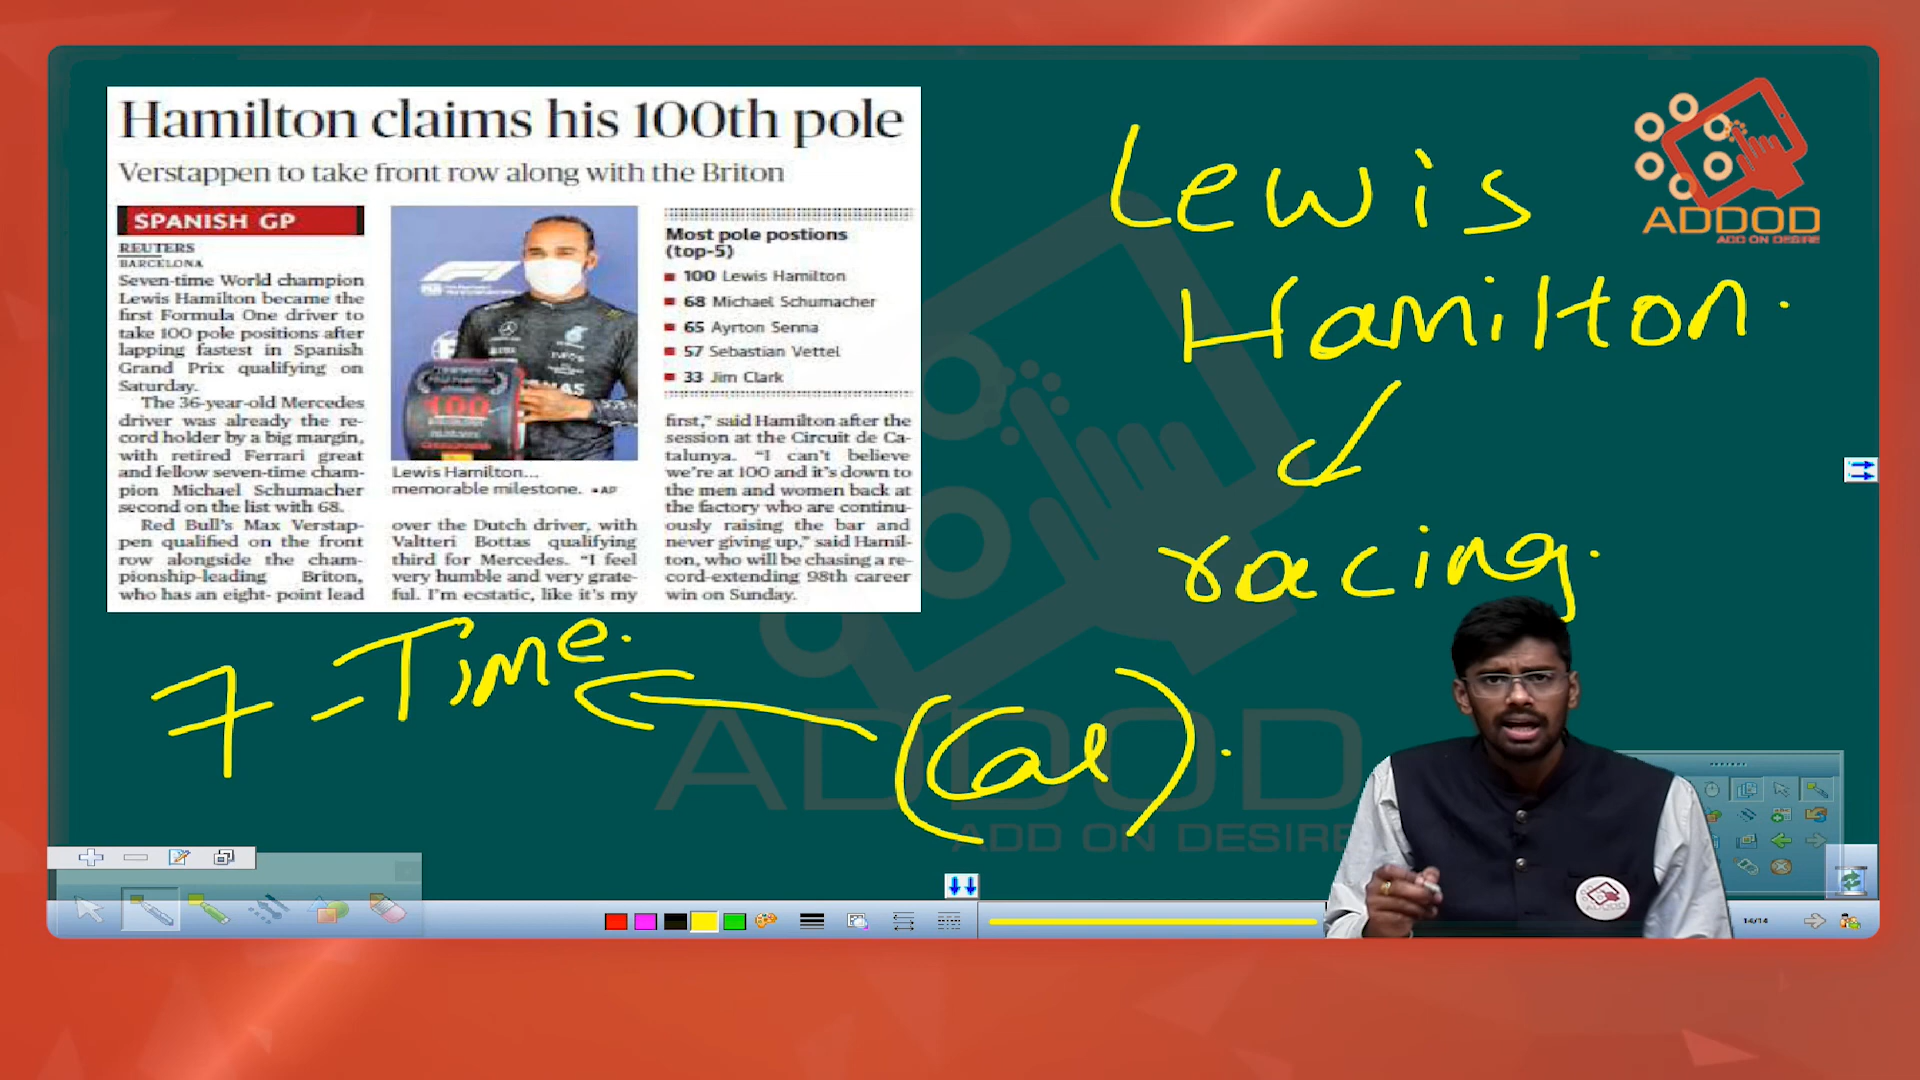 Hamilton claims his 100th pole
Verstappen to take front row along with the Briton
SPANISH GP
REUTERS
BARCELONA
Seven-time World champion
Lewis Hamilton became the
first Formula One driver to
take 100 pole positions after
lapping fastest in Spanish
Grand Prix qualifying on
Saturday.
The 36-year-old Mercedes
driver was already the re-
cord holder by a big margin,
with retired Ferrari great
and fellow seven-time cham-
pion Michael Schumacher
second on the list with 68.
Red Bull's Max Verstap-
pen qualified on the front
row alongside the cham-
pionship-leading Briton,
who has an eight- point lead
100
Lewis Hamilton...
memorable milestone. •AP
over the Dutch driver, with
Valtteri Bottas qualifying
third for Mercedes. "I feel
very humble and very grate-
ful. I'm ecstatic, like it's my
Most pole postions
(top-5)
100 Lewis Hamilton
68 Michael Schumacher
65 Ayrton Senna
57 Sebastian Vettel
33 Jim Clark
first," said Hamilton after the
session at the Circuit de Ca-
talunya. "I can't believe
we're at 100 and it's down to
the men and women back at
the factory who are continu-
ously raising the bar and
never giving up," said Hamil-
ton, who will be chasing a re-
cord-extending 98th career
win on Sunday.
Lewis
Hamilton.
racing.
7-Time.
(Car).
ADDOD
ADD ON DESIRE
ADDOD
ADD ON DESIRE
14/14